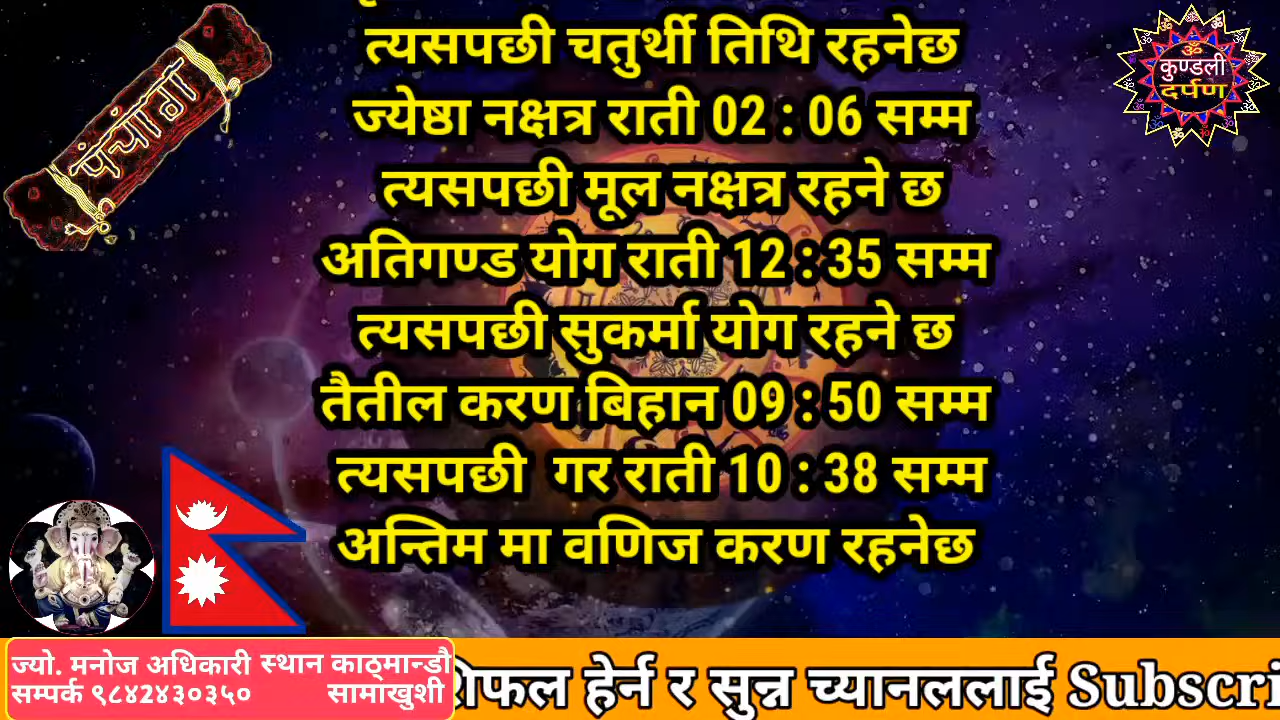 पंचांग
ॐ
कुण्डली
दर्पण
त्यसपछी चतुर्थी तिथि रहनेछ
ज्येष्ठा नक्षत्र राती 02 : 06 सम्म
त्यसपछी मूल नक्षत्र रहने छ
अतिगण्ड योग राती 12 : 35 सम्म
त्यसपछी सुकर्मा योग रहने छ
तैतील करण बिहान 09 : 50 सम्म
त्यसपछी गर राती 10 : 38 सम्म
अन्तिम मा वणिज करण रहनेछ
ज्यो. मनोज अधिकारी स्थान काठ्मान्डौ
सम्पर्क ९८४२४३०३५० सामाखुशी
शिफल हेर्न र सुन्न च्यानललाई Subscri